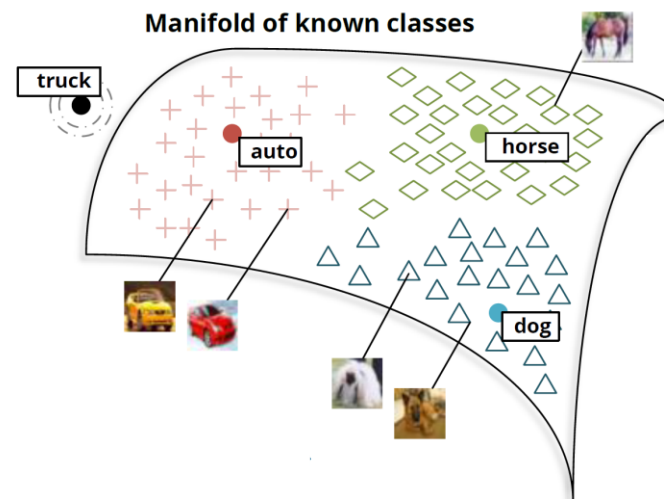 Manifold of known classes
truck
auto
horse
dog